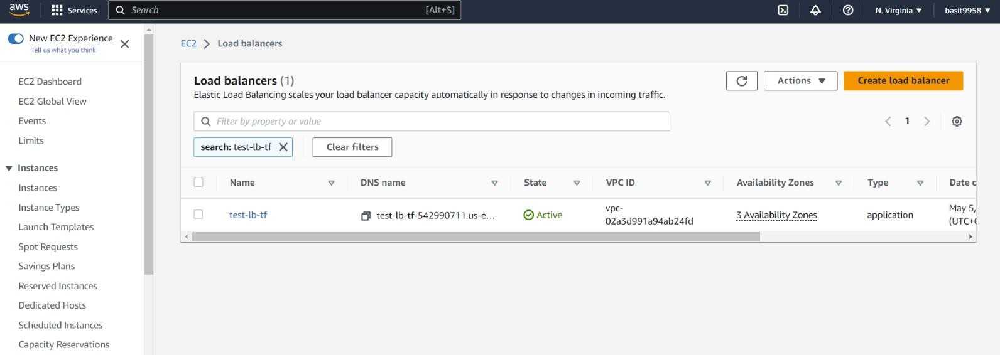 aws
Services
Search
[Alt+S]
N. Virginia
basit9958
New EC2 Experience
Tell us what you think
EC2 Dashboard
EC2 Global View
Events
Limits
Instances
Instances
Instance Types
Launch Templates
Spot Requests
Savings Plans
Reserved Instances
Dedicated Hosts
Scheduled Instances
Capacity Reservations
EC2 > Load balancers
Load balancers (1)
Elastic Load Balancing scales your load balancer capacity automatically in response to changes in incoming traffic.
Actions
Create load balancer
Filter by property or value
1
search: test-lb-tf
Clear filters
Name DNS name State VPC ID Availability Zones Type Date c
test-lb-tf test-lb-tf-542990711.us-e... Active vpc-02a3d991a94ab24fd 3 Availability Zones application May 5, (UTC+0